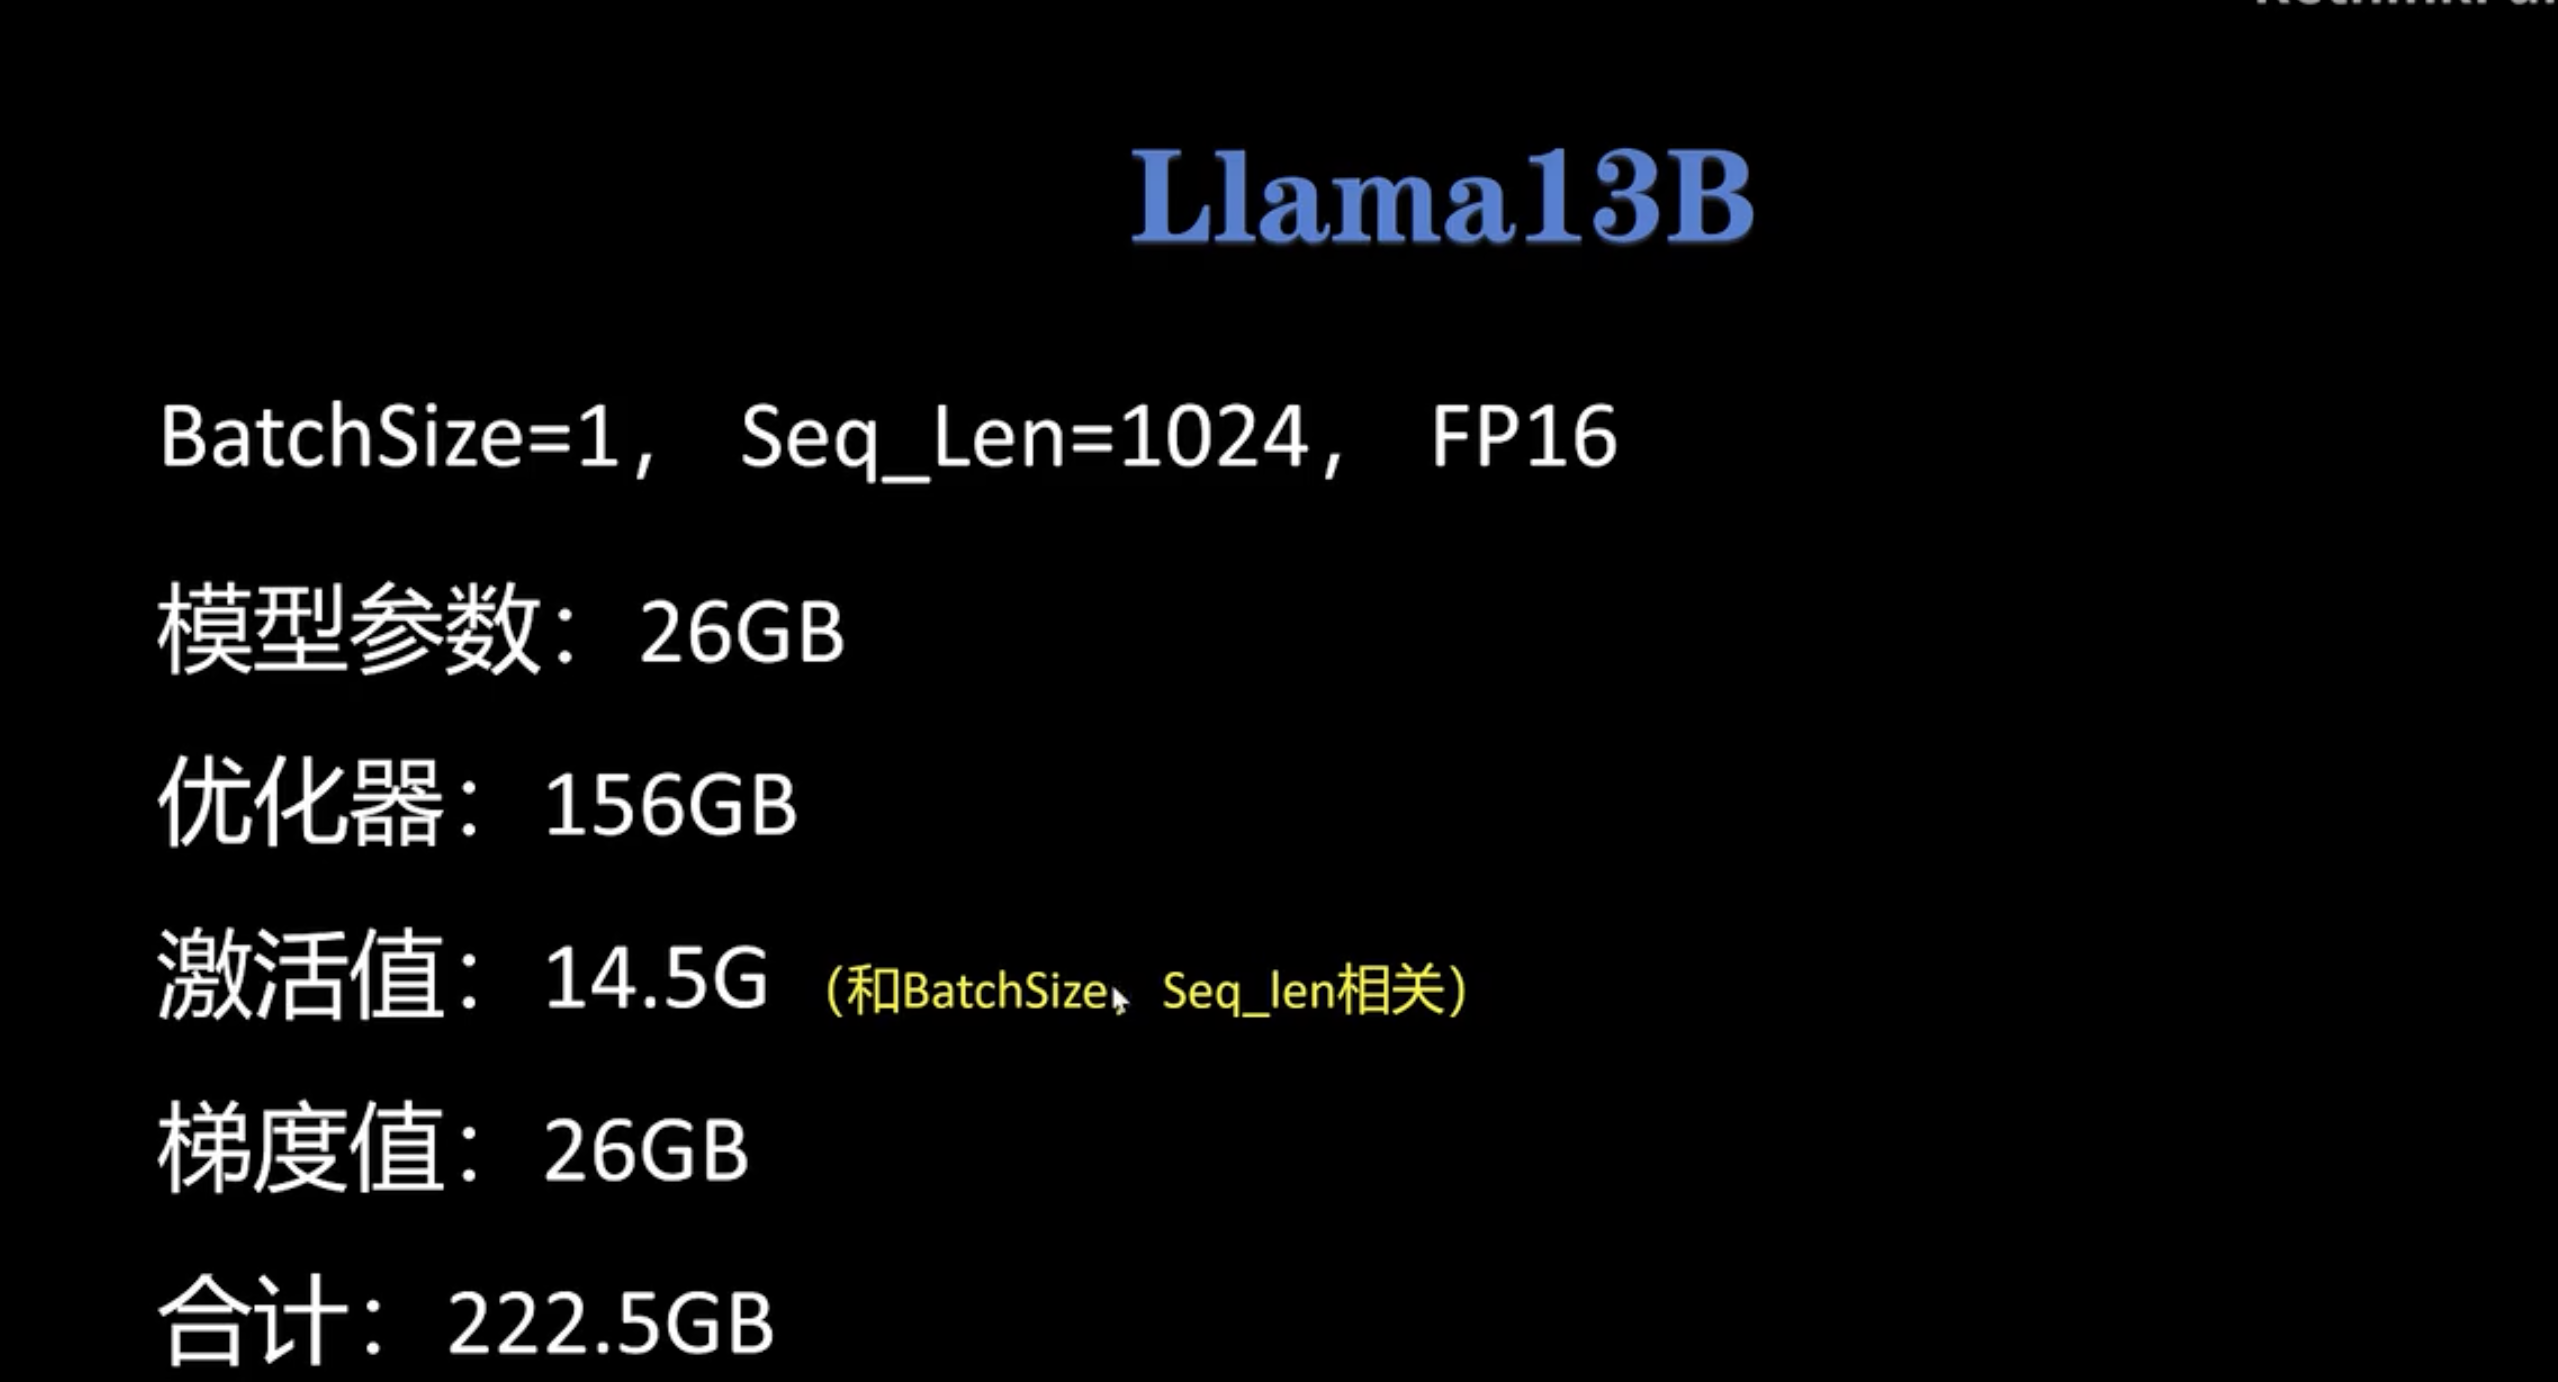 Llama13B
BatchSize=1， Seq_Len=1024， FP16
模型参数：26GB
优化器：156GB
激活值：14.5G （和BatchSize、Seq_len相关）
梯度值：26GB
合计：222.5GB